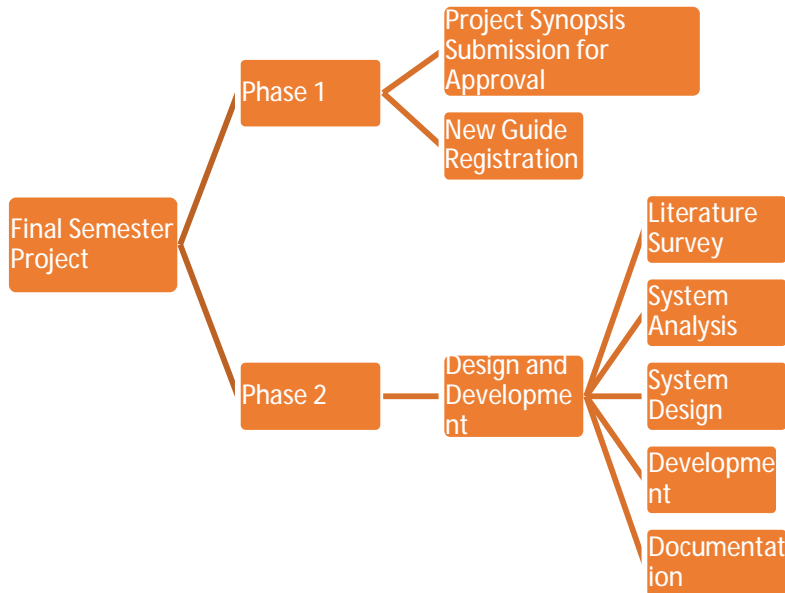 Project Synopsis
Submission for
Approval
Phase 1
New Guide
Registration
Final Semester
Project
Literature
Survey
System
Analysis
Phase 2
Design and
Developme
nt
System
Design
Developme
nt
Documentat
ion